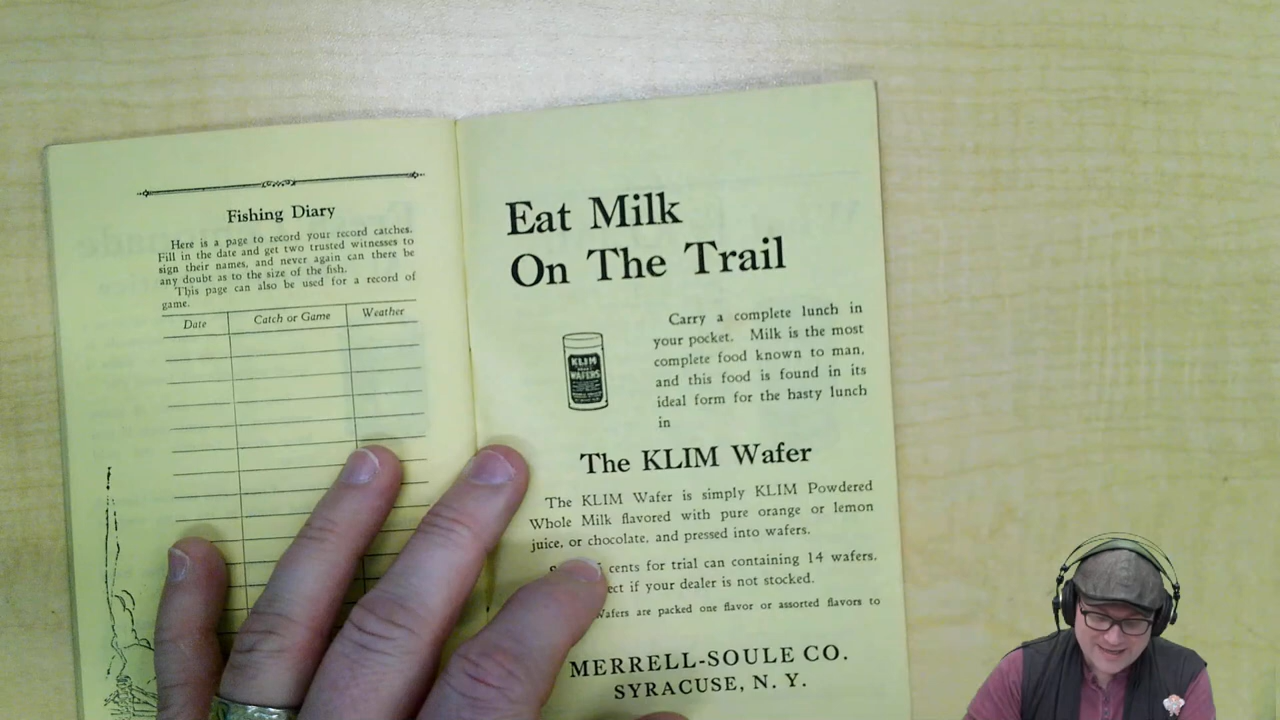 Fishing Diary
Here is a page to record your record catches.
Fill in the date and get two trusted witnesses to
sign their names, and never again can there be
any doubt as to the size of the fish.
This page can also be used for a record of
game.
Date Catch or Game Weather
Eat Milk
On The Trail
Carry a complete lunch in
your pocket. Milk is the most
complete food known to man,
and this food is found in its
ideal form for the hasty lunch
in
KLIM
WAFERS
The KLIM Wafer
The KLIM Wafer is simply KLIM Powdered
Whole Milk flavored with pure orange or lemon
juice, or chocolate, and pressed into wafers.
cents for trial can containing 14 wafers.
if your dealer is not stocked.
Wafers are packed one flavor or assorted flavors to
MERRELL-SOULE CO.
SYRACUSE, N. Y.